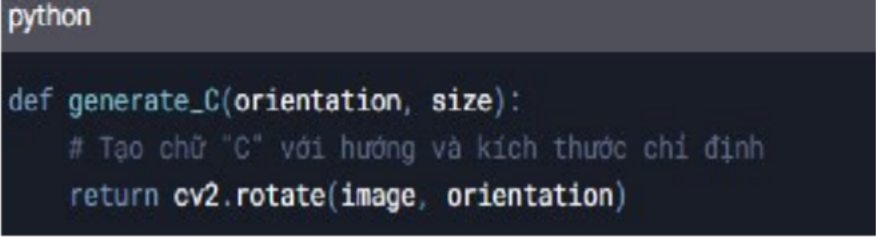 python
def generate_C(orientation, size):
# Tạo chữ "C" với hướng và kích thước chỉ định
return cv2.rotate(image, orientation)